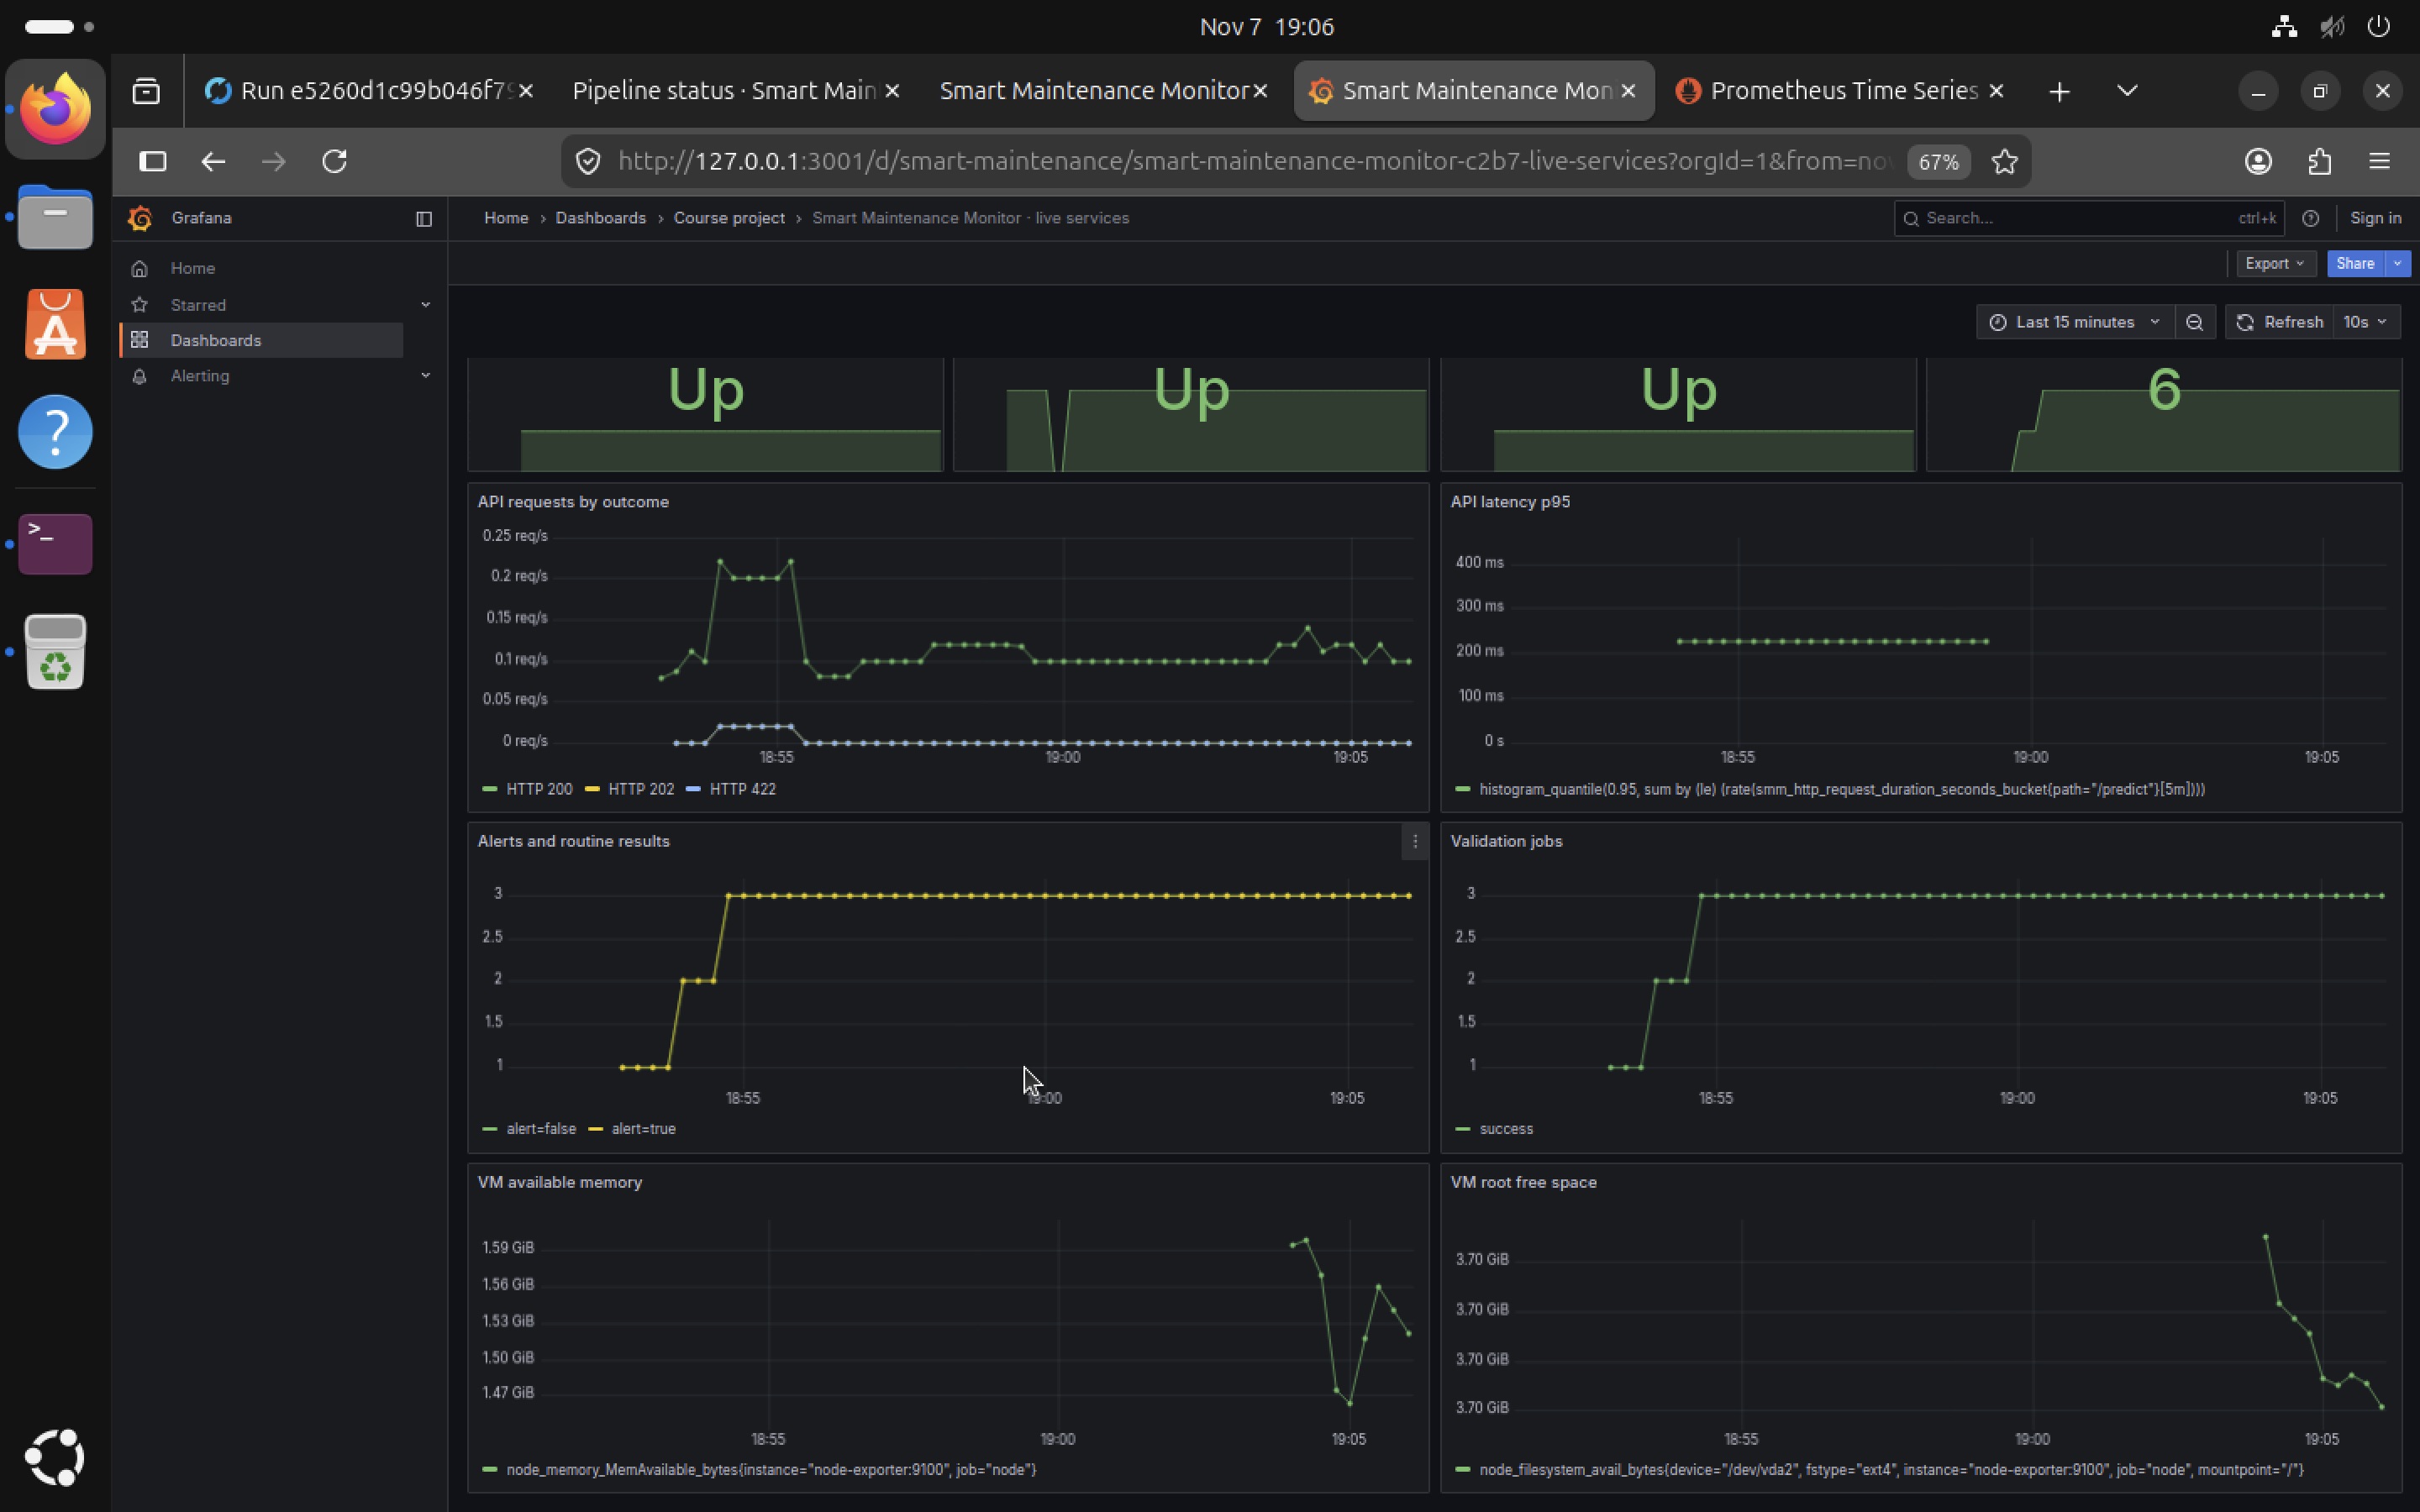 Nov 7 19:06
Run e5260d1c99b046f79
Pipeline status · Smart Main
Smart Maintenance Monitor
Smart Maintenance Mon
Prometheus Time Series
http://127.0.0.1:3001/d/smart-maintenance/smart-maintenance-monitor-c2b7-live-services?orgId=1&from=no
67%
Grafana
Home › Dashboards › Course project › Smart Maintenance Monitor · live services
Search...
ctrl+k
Sign in
Home
Starred
Dashboards
Alerting
Export
Share
Last 15 minutes
Refresh
10s
Up
Up
Up
6
API requests by outcome
0.25 req/s
0.2 req/s
0.15 req/s
0.1 req/s
0.05 req/s
0 req/s
18:55
19:00
19:05
HTTP 200
HTTP 202
HTTP 422
API latency p95
400 ms
300 ms
200 ms
100 ms
0 s
18:55
19:00
19:05
histogram_quantile(0.95, sum by (le) (rate(smm_http_request_duration_seconds_bucket{path="/predict"}[5m])))
Alerts and routine results
3
2.5
2
1.5
1
18:55
19:00
19:05
alert=false
alert=true
Validation jobs
3
2.5
2
1.5
1
18:55
19:00
19:05
success
VM available memory
1.59 GiB
1.56 GiB
1.53 GiB
1.50 GiB
1.47 GiB
18:55
19:00
19:05
node_memory_MemAvailable_bytes{instance="node-exporter:9100", job="node"}
VM root free space
3.70 GiB
3.70 GiB
3.70 GiB
3.70 GiB
18:55
19:00
19:05
node_filesystem_avail_bytes{device="/dev/vda2", fstype="ext4", instance="node-exporter:9100", job="node", mountpoint="/"}